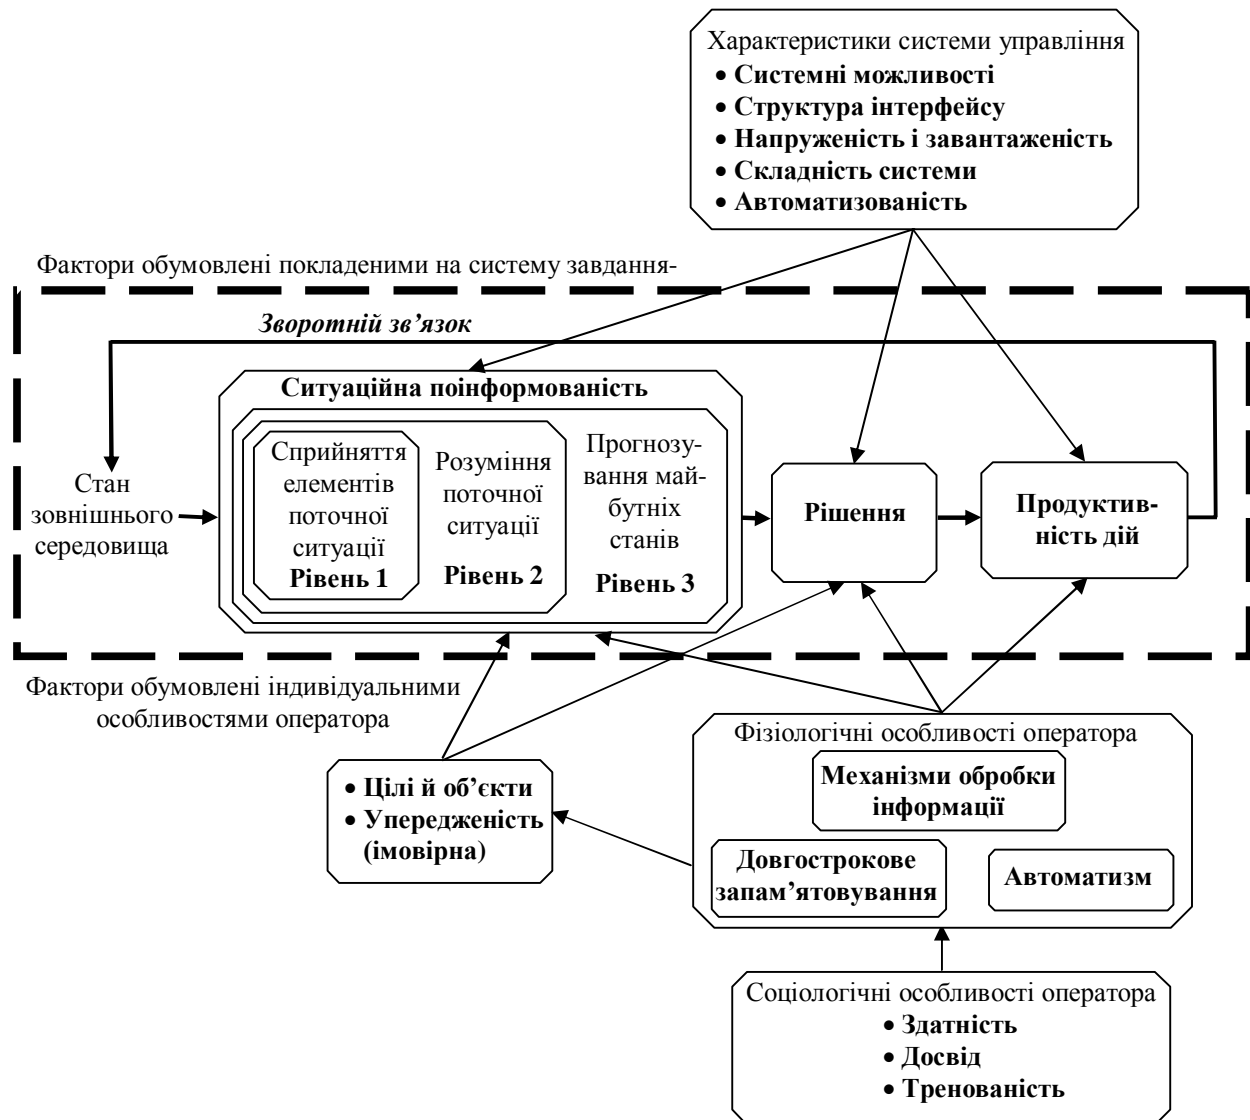 Характеристики системи управління
• Системні можливості
• Структура інтерфейсу
• Напруженість і завантаженість
• Складність системи
• Автоматизованість
Фактори обумовлені покладеними на систему завдання-
Зворотній зв’язок
Ситуаційна поінформованість
Стан
зовнішнього
середовища
Сприйняття
елементів
поточної
ситуації
Рівень 1
Розуміння
поточної
ситуації
Рівень 2
Прогнозу-
вання май-
бутніх
станів
Рівень 3
Рішення
Продуктив-
ність дій
Фактори обумовлені індивідуальними
особливостями оператора
• Цілі й об’єкти
• Упередженість
(імовірна)
Фізіологічні особливості оператора
Механізми обробки
інформації
Довгострокове
запам’ятовування
Автоматизм
Соціологічні особливості оператора
• Здатність
• Досвід
• Тренованість